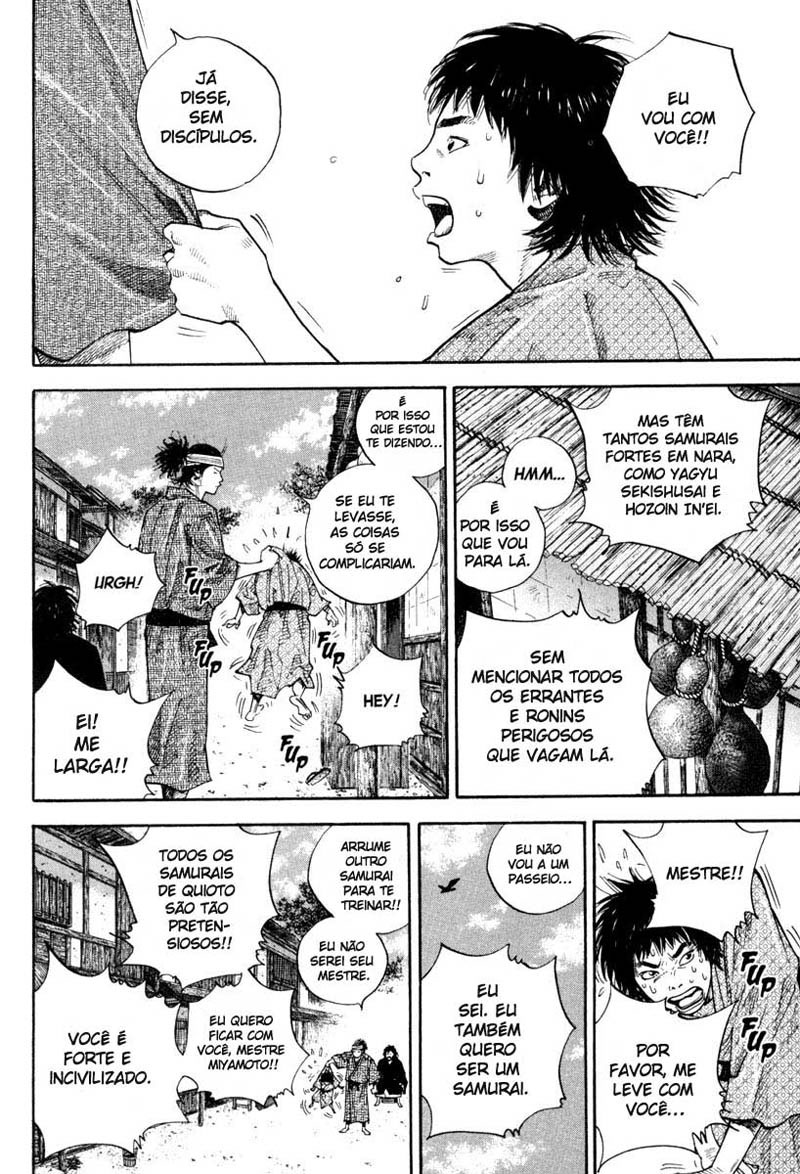 EU
VOU COM
VOCÊ!!
JÁ
DISSE,
SEM
DISCÍPULOS.
MAS TÊM
TANTOS SAMURAIS
FORTES EM NARA,
COMO YAGYU
SEKISHUSAI E
HOZOIN IN'EI.
HMM...
É
POR ISSO
QUE VOU
PARA LÁ.
SEM
MENCIONAR TODOS
OS ERRANTES
E RONINS
PERIGOSOS
QUE VAGAM LÁ.
É
POR ISSO
QUE ESTOU
TE DIZENDO...
SE EU TE
LEVASSE,
AS COISAS
SÓ SE
COMPLICARIAM.
FUP
FUP
FUP
FUP
HEY!
URGH!
EI!
ME
LARGA!!
MESTRE!!
FUP
FUP
POR
FAVOR, ME
LEVE COM
VOCÊ...
EU NÃO
VOU A UM
PASSEIO...
EU
SEI. EU
TAMBÉM
QUERO
SER UM
SAMURAI.
ARRUME
OUTRO
SAMURAI
PARA TE
TREINAR!!
EU NÃO
SEREI SEU
MESTRE.
TODOS OS
SAMURAIS
DE QUIOTO
SÃO TÃO
PRETEN-
SIOSOS!!
EU QUERO
FICAR COM
VOCÊ, MESTRE
MIYAMOTO!!
VOCÊ É
FORTE E
INCIVILIZADO.